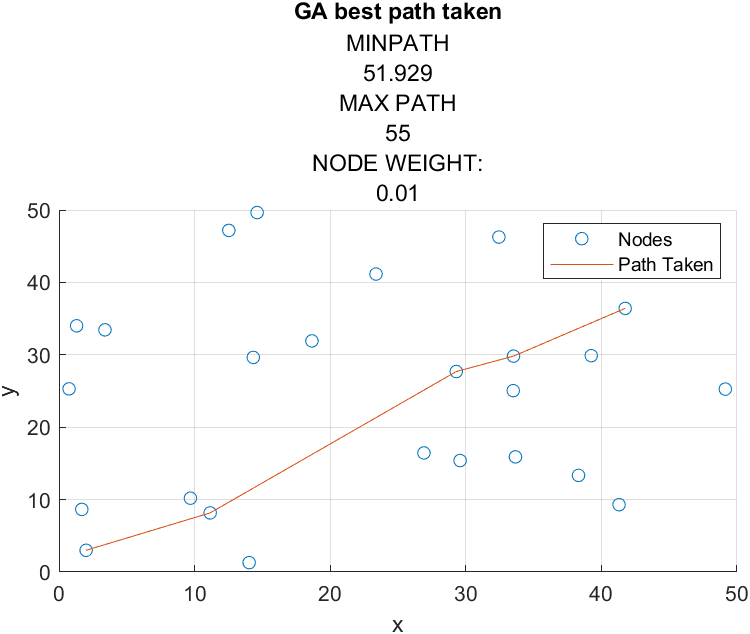 GA best path taken
MINPATH
51.929
MAX PATH
55
NODE WEIGHT:
0.01
50
40
30
20
10
0
y
Nodes
Path Taken
0 10 20 30 40 50
x